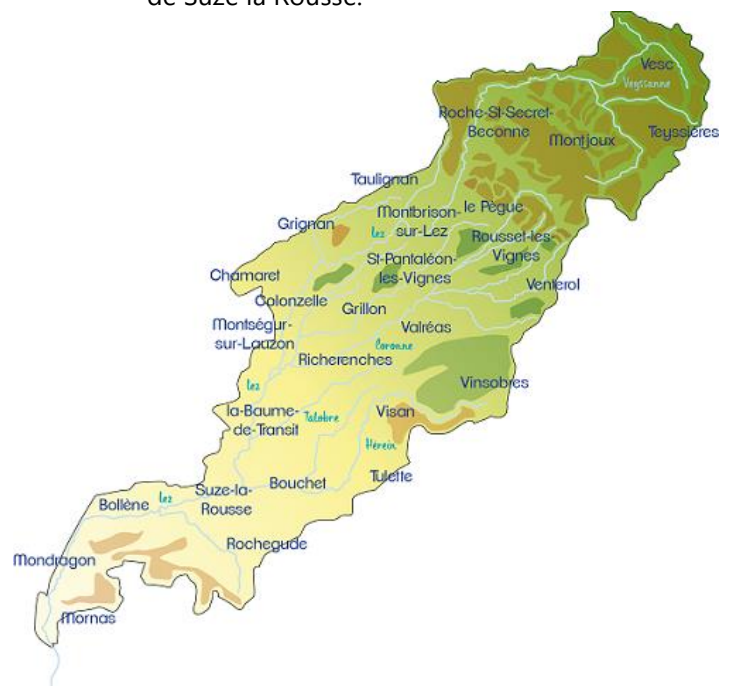 de Suze la Rousse.
Vesc
Veyssanne
Roche-St-Secret-
Beconne
Montjoux
Teyssières
Taulignan
Montbrison-
sur-Lez
le Pègue
Grignan
Lez
Rousset-les-
Vignes
St-Pantaléon-
les-Vignes
Chamaret
Venterol
Colonzelle
Grillon
Montségur-
sur-Lauzon
Valréas
Coronne
Richerenches
Lez
Vinsobres
la-Baume-
de-Transit
Talobre
Visan
Hérein
Tulette
Bouchet
Suze-la-
Rousse
Lez
Bollène
Rochegude
Mondragon
Mornas